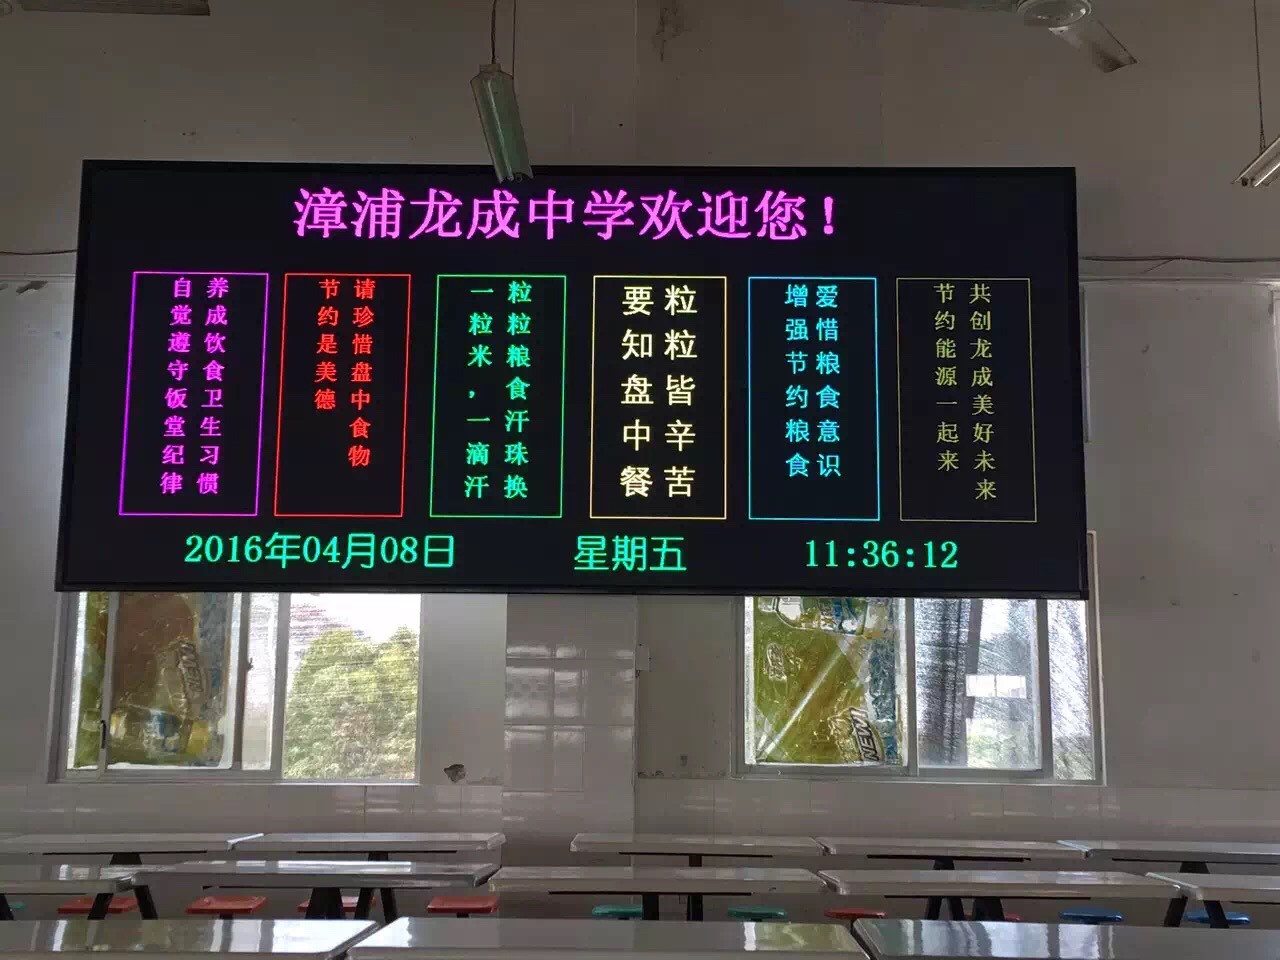 漳浦龙成中学欢迎您！
自觉遵守饭堂纪律
养成饮食卫生习惯
节约是美德
请珍惜盘中食物
一粒米，一滴汗
粒粒粮食汗珠换
要知盘中餐
粒粒皆辛苦
增强节约粮食
爱惜粮食意识
节约能源一起来
共创龙成美好未来
2016年04月08日 星期五 11:36:12
NEW!
NEW!